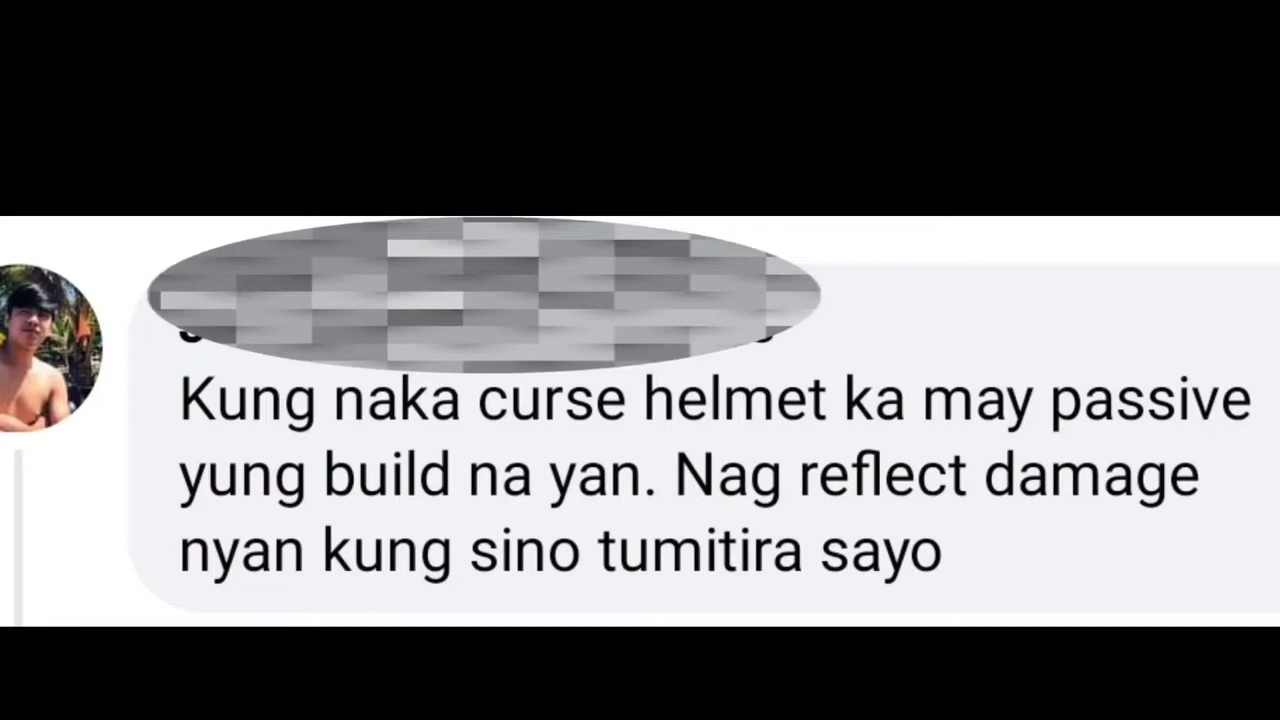 Kung naka curse helmet ka may passive
yung build na yan. Nag reflect damage
nyan kung sino tumitira sayo